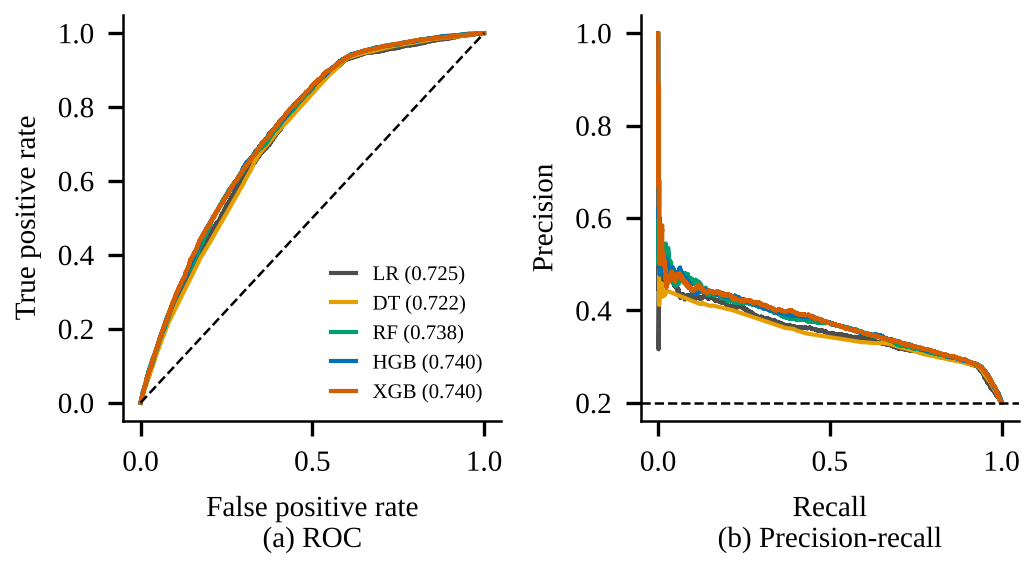 1.0
0.8
0.6
0.4
0.2
0.0
True positive rate
LR (0.725)
DT (0.722)
RF (0.738)
HGB (0.740)
XGB (0.740)
0.0 0.5 1.0
False positive rate
(a) ROC
1.0
0.8
0.6
0.4
0.2
Precision
0.0 0.5 1.0
Recall
(b) Precision-recall